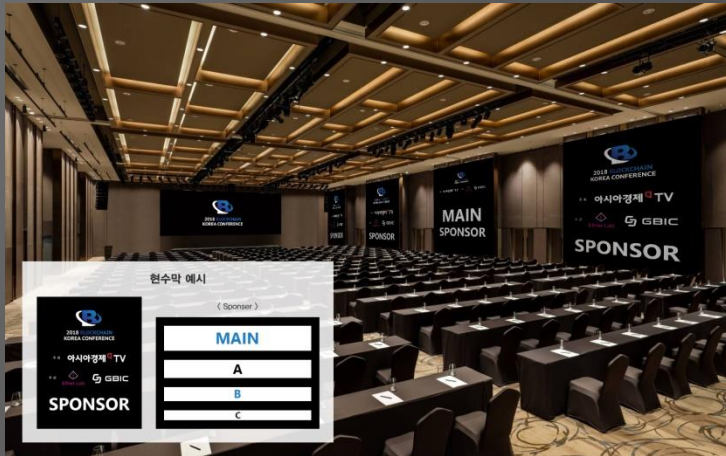 2018 BLOCKCHAIN
KOREA CONFERENCE
SPONSOR
SPONSOR
MAIN
SPONSOR
2018 BLOCKCHAIN
KOREA CONFERENCE
아시아경제TV
GBIC
SPONSOR
현수막 예시
< Sponser >
2018 BLOCKCHAIN
KOREA CONFERENCE
아시아경제TV
GBIC
SPONSOR
MAIN
A
B
C